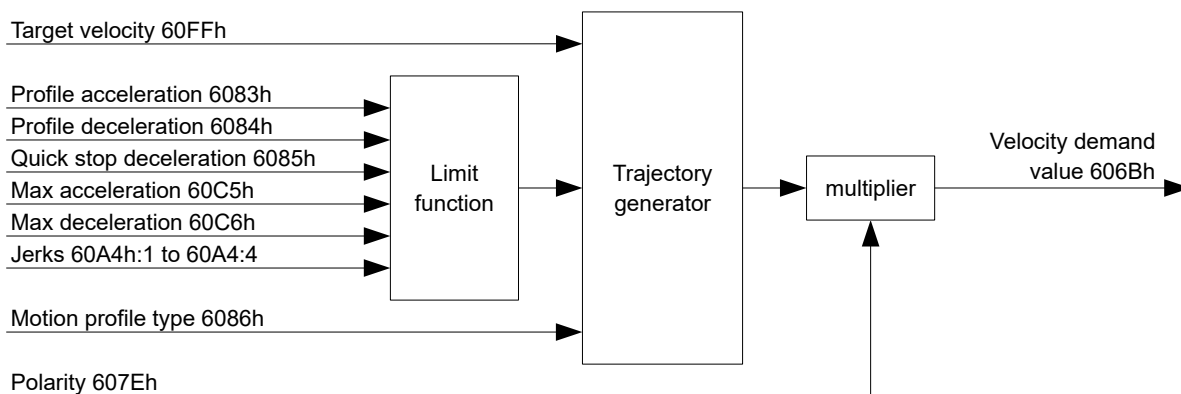 Target velocity 60FFh
Profile acceleration 6083h
Profile deceleration 6084h
Quick stop deceleration 6085h
Max acceleration 60C5h
Max deceleration 60C6h
Jerks 60A4h:1 to 60A4:4
Limit
function
Motion profile type 6086h
Polarity 607Eh
Trajectory
generator
multiplier
Velocity demand
value 606Bh